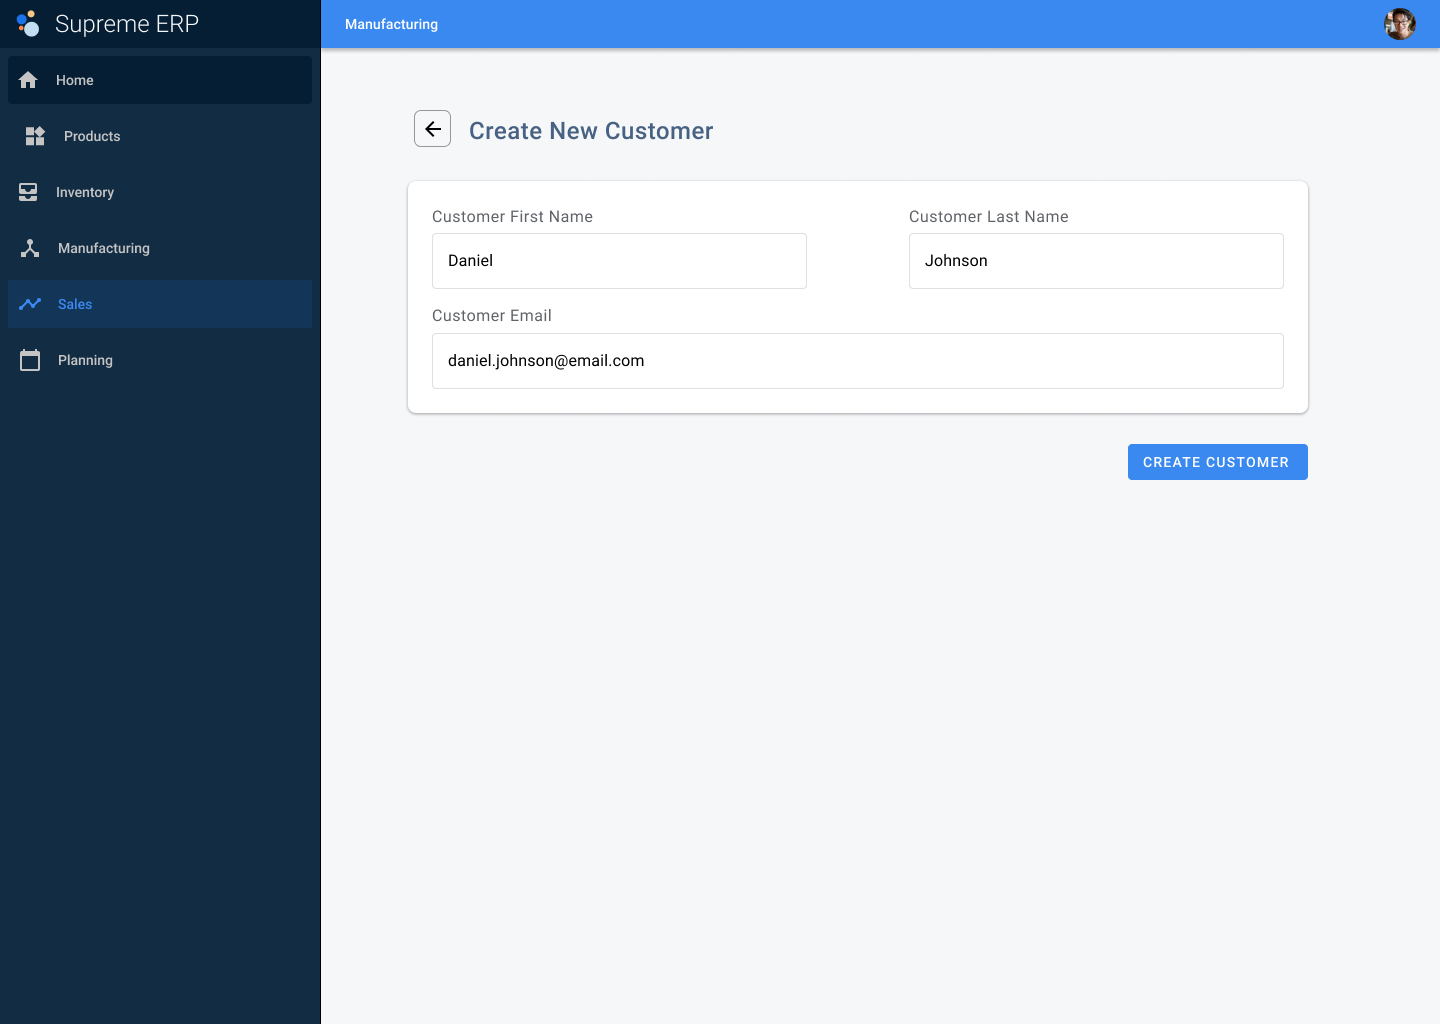 Supreme ERP
Manufacturing
Home
Products
Inventory
Manufacturing
Sales
Planning
Create New Customer
Customer First Name
Customer Last Name
Daniel
Johnson
Customer Email
daniel.johnson@email.com
CREATE CUSTOMER